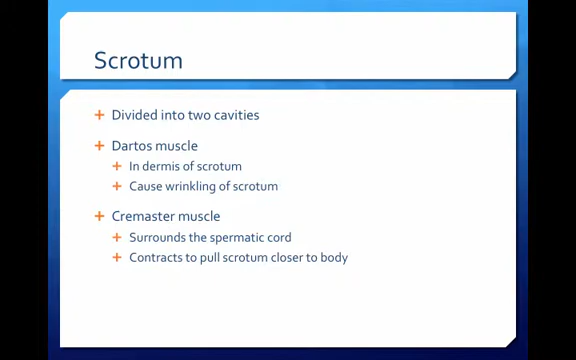 Scrotum
Divided into two cavities
Dartos muscle
In dermis of scrotum
Cause wrinkling of scrotum
Cremaster muscle
Surrounds the spermatic cord
Contracts to pull scrotum closer to body